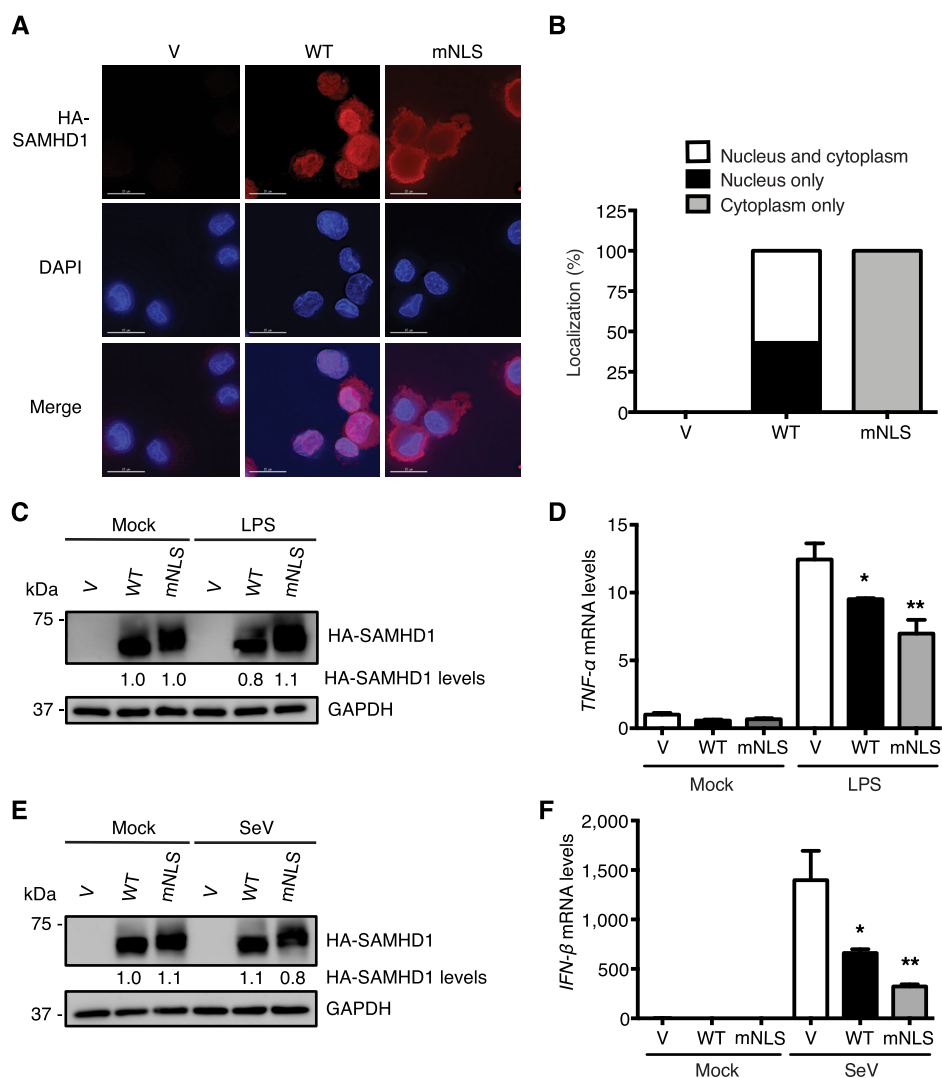 A
V WT mNLS
HA-
SAMHD1
DAPI
Merge
B
Nucleus and cytoplasm
Nucleus only
Cytoplasm only
Localization (%)
125
100
75
50
25
0
V WT mNLS
C
Mock LPS
kDa V WT mNLS V WT mNLS
75 -
HA-SAMHD1
1.0 1.0 0.8 1.1 HA-SAMHD1 levels
37 - GAPDH
D
TNF-α mRNA levels
15
10
5
0
* **
V WT mNLS V WT mNLS
Mock LPS
E
Mock SeV
kDa V WT mNLS V WT mNLS
75 -
HA-SAMHD1
1.0 1.1 1.1 0.8 HA-SAMHD1 levels
37 - GAPDH
F
IFN-β mRNA levels
2,000
1,500
1,000
500
0
* **
V WT mNLS V WT mNLS
Mock SeV